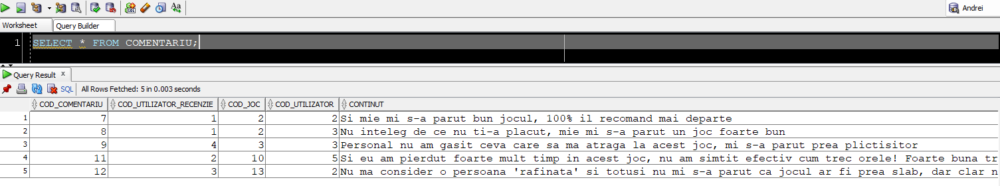 Andrei
Worksheet Query Builder
1 SELECT * FROM COMENTARIU;
Query Result x
SQL All Rows Fetched: 5 in 0.003 seconds
COD_COMENTARIU COD_UTILIZATOR_RECENZIE COD_JOC COD_UTILIZATOR CONTINUT
1 7 1 2 2 Si mie mi s-a parut bun jocul, 100% il recomand mai departe
2 8 1 2 3 Nu inteleg de ce nu ti-a placut, mie mi s-a parut un joc foarte bun
3 9 4 3 3 Personal nu am gasit ceva care sa ma atraga la acest joc, mi s-a parut prea plictisitor
4 11 2 10 5 Si eu am pierdut foarte mult timp in acest joc, nu am simtit efectiv cum trec orele! Foarte buna tr
5 12 3 13 2 Nu ma consider o persoana 'rafinata' si totusi nu mi s-a parut ca jocul ar fi prea slab, dar clar n